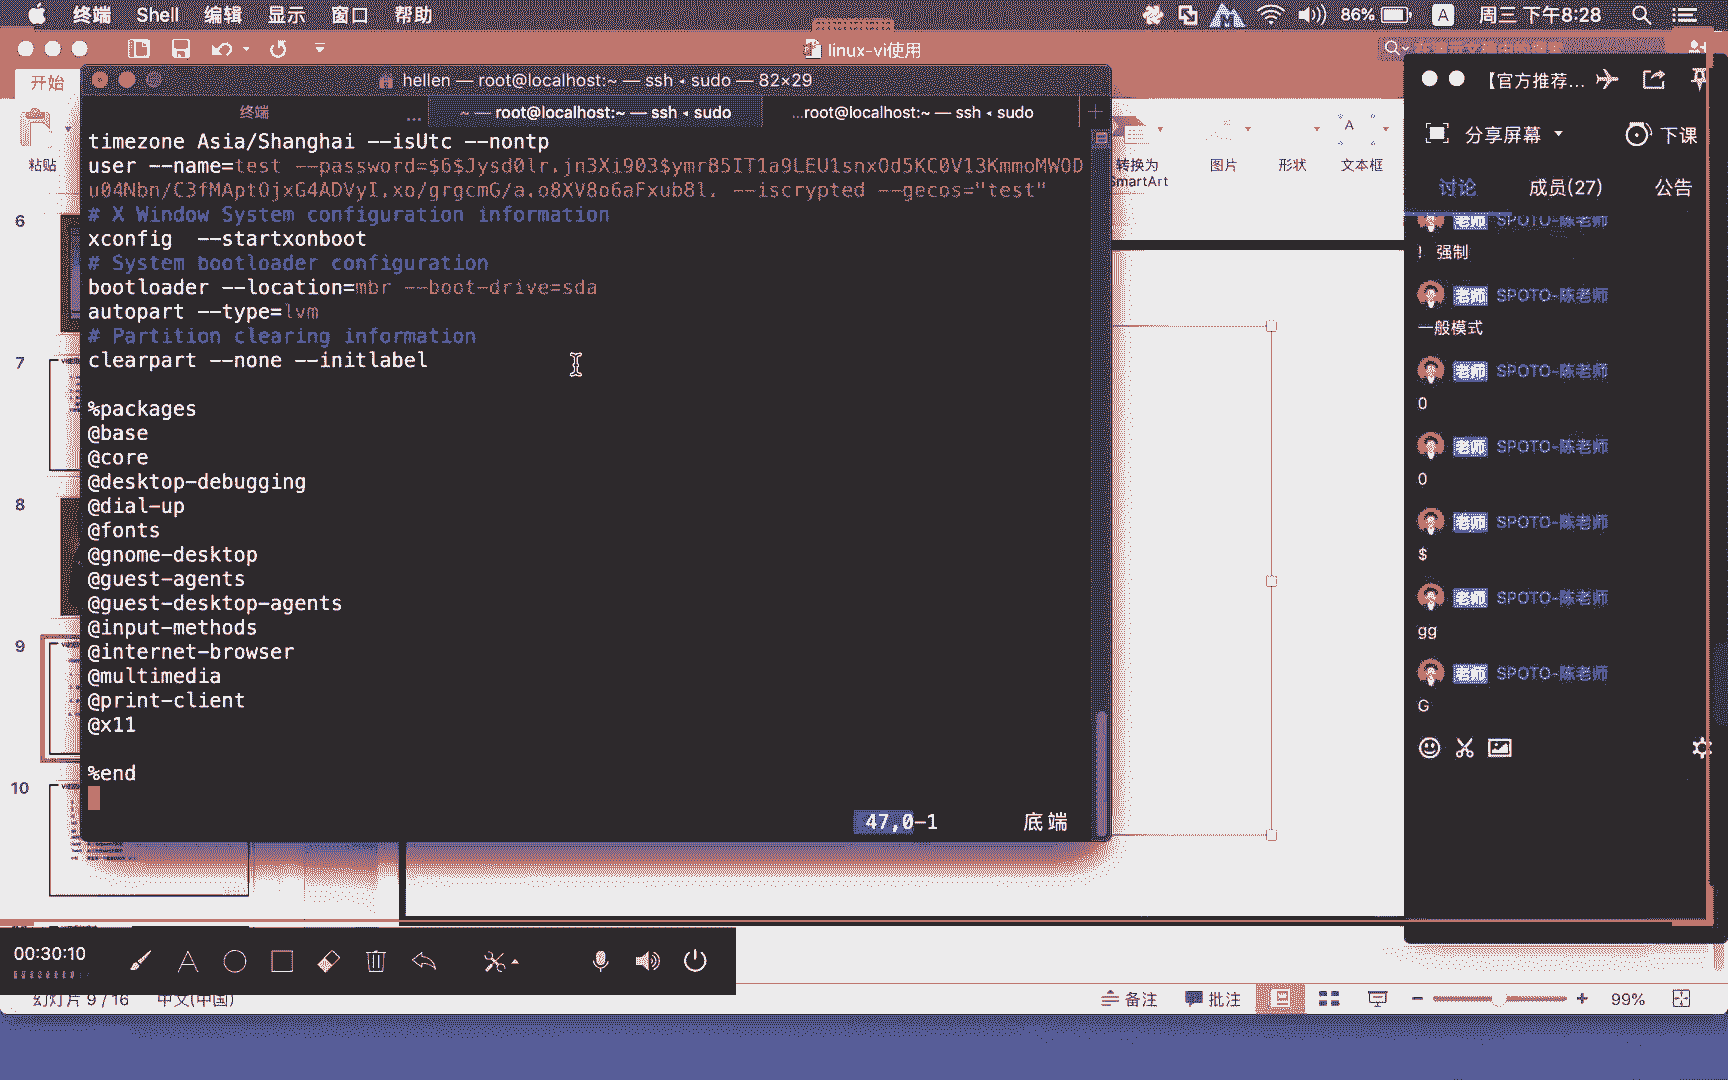 终端 Shell 编辑 显示 窗口 帮助
86% A 周三 下午8:28
linux-vi使用
开始
粘贴
转换为
SmartArt
图片
形状
文本框
hellen — root@localhost:~ — ssh ◂ sudo — 82×29
终端
... ~ — root@localhost:~ — ssh ◂ sudo
...root@localhost:~ — ssh ◂ sudo
timezone Asia/Shanghai --isUtc --nontp
user --name=test --password=$6$Jysd0lr.jn3Xi903$ymr85IT1a9LEU1snxOd5KC0V13KmmoMWOD
u04Nbn/C3fMAptOjxG4ADVyI.xo/grgcmG/a.o8XV8o6aFxub8l. --iscrypted --gecos="test"
# X Window System configuration information
xconfig  --startxonboot
# System bootloader configuration
bootloader --location=mbr --boot-drive=sda
autopart --type=lvm
# Partition clearing information
clearpart --none --initlabel
%packages
@base
@core
@desktop-debugging
@dial-up
@fonts
@gnome-desktop
@guest-agents
@guest-desktop-agents
@input-methods
@internet-browser
@multimedia
@print-client
@x11
%end
47,0-1 底端
6
7
8
9
10
【官方推荐...
分享屏幕 下课
讨论 成员(27) 公告
老师 SPOTO-陈老师
！ 强制
老师 SPOTO-陈老师
一般模式
老师 SPOTO-陈老师
0
老师 SPOTO-陈老师
0
老师 SPOTO-陈老师
$
老师 SPOTO-陈老师
gg
老师 SPOTO-陈老师
G
00:30:10
幻灯片 9 / 16 中文(中国)
备注 批注 99%